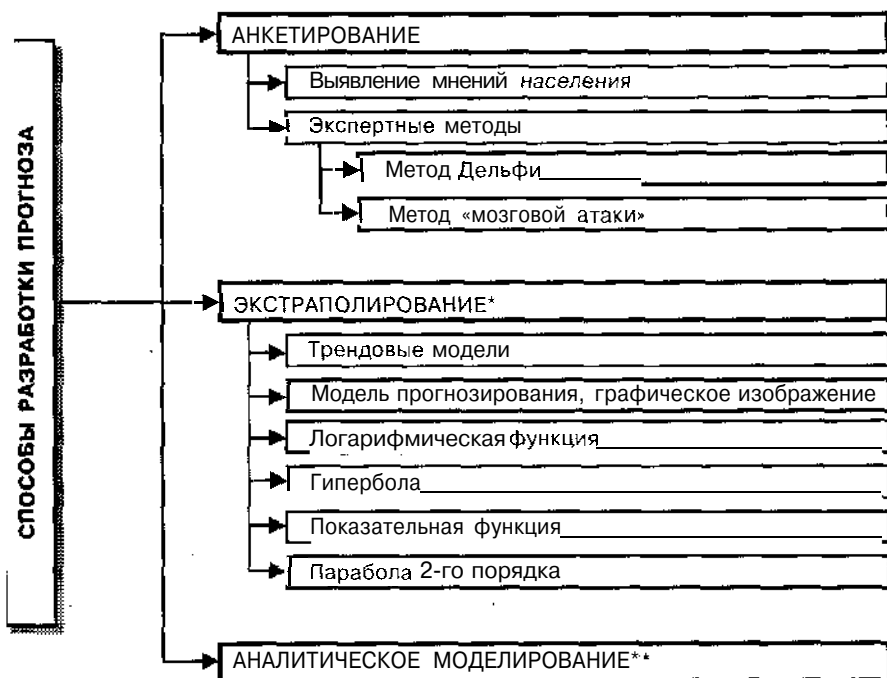 СПОСОБЫ РАЗРАБОТКИ ПРОГНОЗА
АНКЕТИРОВАНИЕ
Выявление мнений населения
Экспертные методы
Метод Дельфи
Метод «мозговой атаки»
ЭКСТРАПОЛИРОВАНИЕ*
Трендовые модели
Модель прогнозирования, графическое изображение
Логарифмическая функция
Гипербола
Показательная функция
Парабола 2-го порядка
АНАЛИТИЧЕСКОЕ МОДЕЛИРОВАНИЕ**